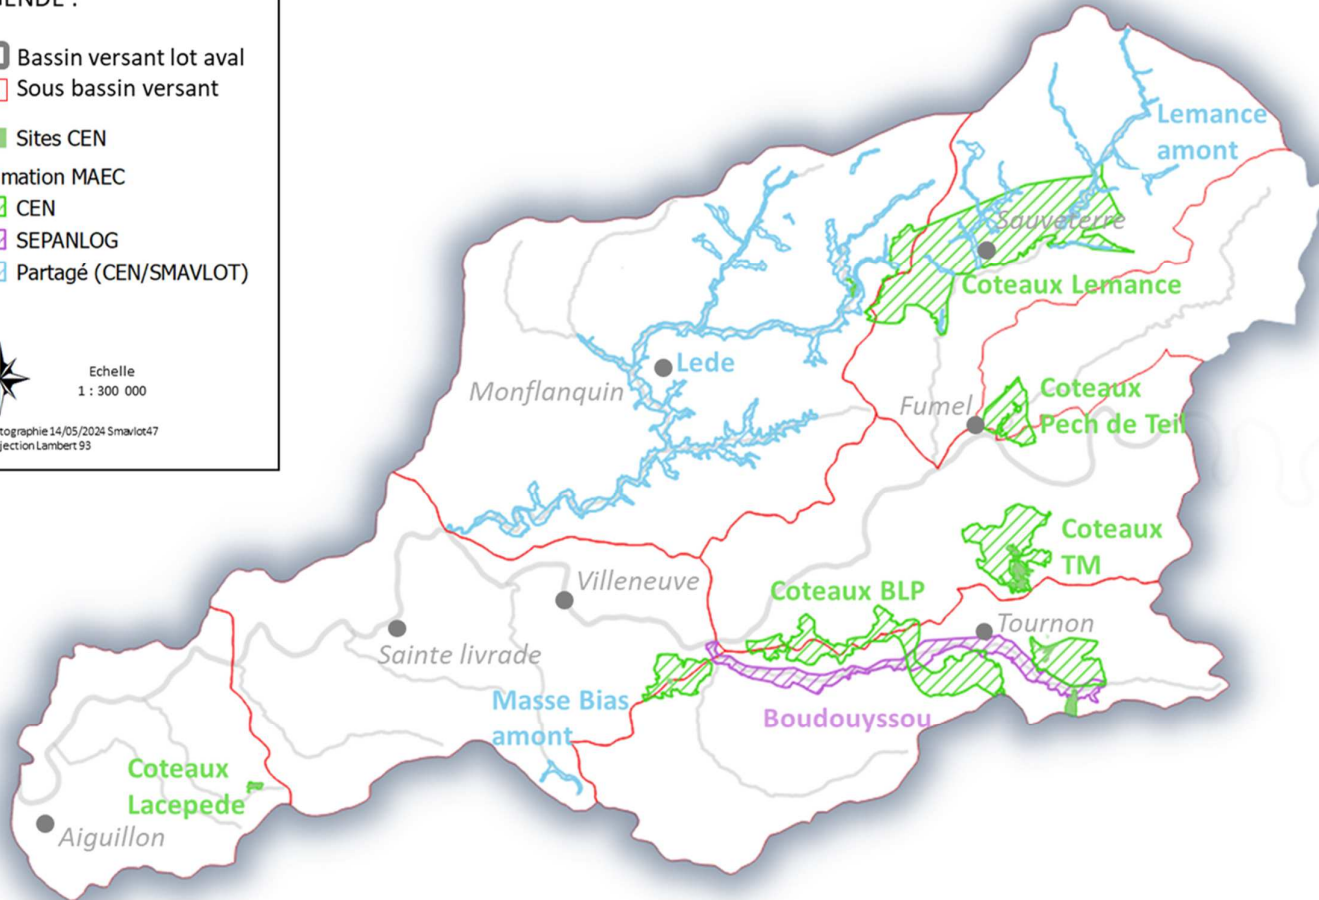 ENDE :
Bassin versant lot aval
Sous bassin versant
Sites CEN
mation MAEC
CEN
SEPANLOG
Partagé (CEN/SMAVLOT)
Echelle
1 : 300 000
tographie 14/05/2024 Smavlot47
jection Lambert 93
Lemance
amont
Sauveterre
Coteaux Lemance
Lede
Monflanquin
Fumel
Coteaux
Pech de Teil
Coteaux
TM
Villeneuve
Coteaux BLP
Tournon
Sainte livrade
Masse Bias
amont
Boudouyssou
Coteaux
Lacepede
Aiguillon